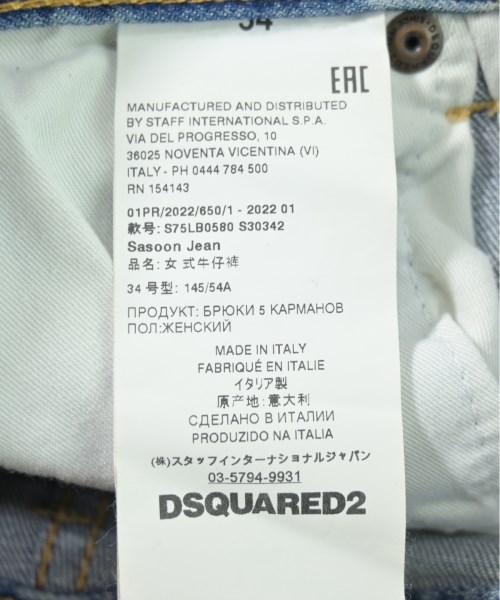 34
EAC
MANUFACTURED AND DISTRIBUTED
BY STAFF INTERNATIONAL S.P.A.
VIA DEL PROGRESSO, 10
36025 NOVENTA VICENTINA (VI)
ITALY - PH 0444 784 500
RN 154143
01PR/2022/650/1 - 2022 01
款号: S75LB0580 S30342
Sasoon Jean
品名: 女 式牛仔裤
34 号型: 145/54A
ПРОДУКТ: БРЮКИ 5 КАРМАНОВ
ПОЛ:ЖЕНСКИЙ
MADE IN ITALY
FABRIQUÉ EN ITALIE
イタリア製
原产地:意大利
СДЕЛАНО В ИТАЛИИ
PRODUZIDO NA ITALIA
(株)スタッフインターナショナルジャパン
03-5794-9931
DSQUARED2